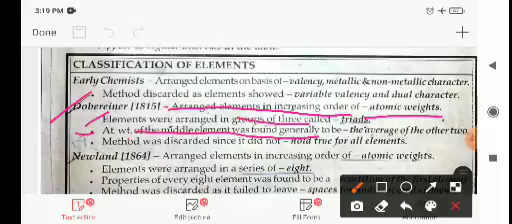 3:19 PM
Done
CLASSIFICATION OF ELEMENTS
Early Chemists – Arranged elements on basis of – valency, metallic & non-metallic character.
• Method discarded as elements showed – variable valency and dual character.
Dobereiner [1815] – Arranged elements in increasing order of – atomic weights.
Elements were arranged in groups of three called – triads.
• At. wt. of the middle element was found generally to be – the average of the other two
• Method was discarded since it did not – hold true for all elements.
Newland [1864] – Arranged elements in increasing order of – atomic weights.
• Elements were arranged in a series of – eight.
• Properties of every eight element was found to be a
• Method was discarded as it failed to leave – spaces
Text editor
Edit picture
Fill Form